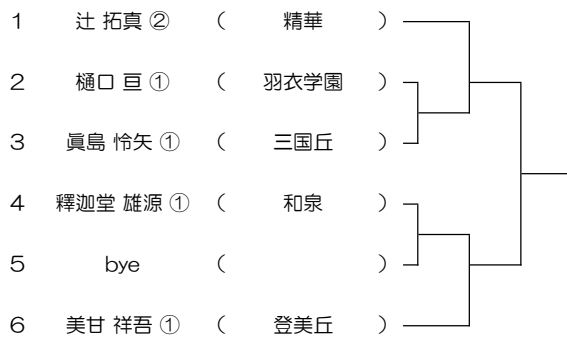 1 辻 拓真 ② ( 精華 )
2 樋口 亘 ① ( 羽衣学園 )
3 眞島 怜矢 ① ( 三国丘 )
4 釋迦堂 雄源 ① ( 和泉 )
5 bye ( )
6 美甘 祥吾 ① ( 登美丘 )